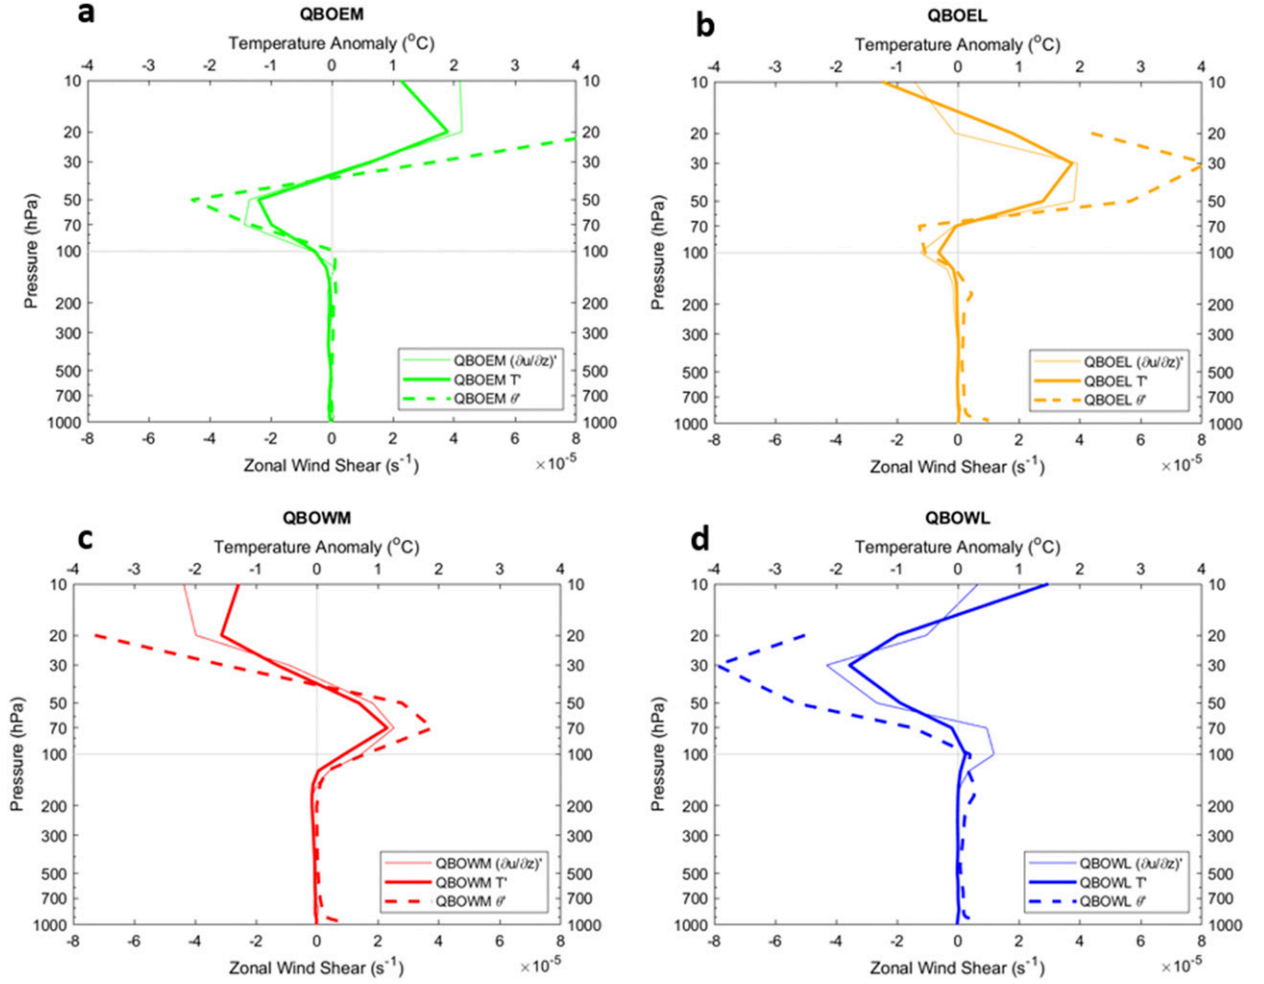 a
QBOEM
Temperature Anomaly (°C)
-4 -3 -2 -1 0 1 2 3 4
10 10
20 20
30 30
50 50
70 70
100 100
200 200
300 300
500 500
700 700
1000 1000
Pressure (hPa)
QBOEM (∂u/∂z)'
QBOEM T'
QBOEM θ'
-8 -6 -4 -2 0 2 4 6 8
Zonal Wind Shear (s⁻¹) ×10⁻⁵
b
QBOEL
Temperature Anomaly (°C)
-4 -3 -2 -1 0 1 2 3 4
10 10
20 20
30 30
50 50
70 70
100 100
200 200
300 300
500 500
700 700
1000 1000
Pressure (hPa)
QBOEL (∂u/∂z)'
QBOEL T'
QBOEL θ'
-8 -6 -4 -2 0 2 4 6 8
Zonal Wind Shear (s⁻¹) ×10⁻⁵
c
QBOWM
Temperature Anomaly (°C)
-4 -3 -2 -1 0 1 2 3 4
10 10
20 20
30 30
50 50
70 70
100 100
200 200
300 300
500 500
700 700
1000 1000
Pressure (hPa)
QBOWM (∂u/∂z)'
QBOWM T'
QBOWM θ'
-8 -6 -4 -2 0 2 4 6 8
Zonal Wind Shear (s⁻¹) ×10⁻⁵
d
QBOWL
Temperature Anomaly (°C)
-4 -3 -2 -1 0 1 2 3 4
10 10
20 20
30 30
50 50
70 70
100 100
200 200
300 300
500 500
700 700
1000 1000
Pressure (hPa)
QBOWL (∂u/∂z)'
QBOWL T'
QBOWL θ'
-8 -6 -4 -2 0 2 4 6 8
Zonal Wind Shear (s⁻¹) ×10⁻⁵